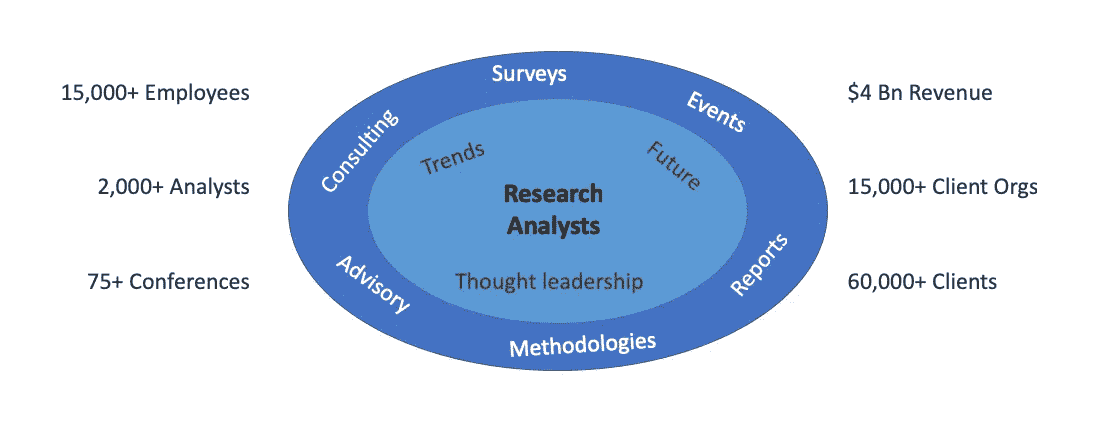 15,000+ Employees
2,000+ Analysts
75+ Conferences
Surveys
Events
Consulting
Trends
Future
Research
Analysts
Thought leadership
Advisory
Reports
Methodologies
$4 Bn Revenue
15,000+ Client Orgs
60,000+ Clients